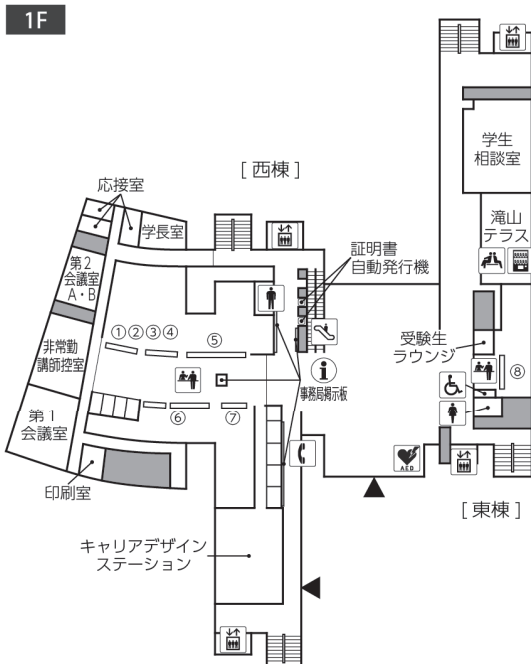 1F
学生
相談室
[ 西棟 ]
応接室
学長室
滝山
テラス
証明書
自動発行機
第2
会議室
A・B
① ② ③ ④
⑤
受験生
ラウンジ
非常勤
講師控室
i
事務局掲示板
⑧
第1
会議室
⑥
⑦
AED
印刷室
[ 東棟 ]
キャリアデザイン
ステーション